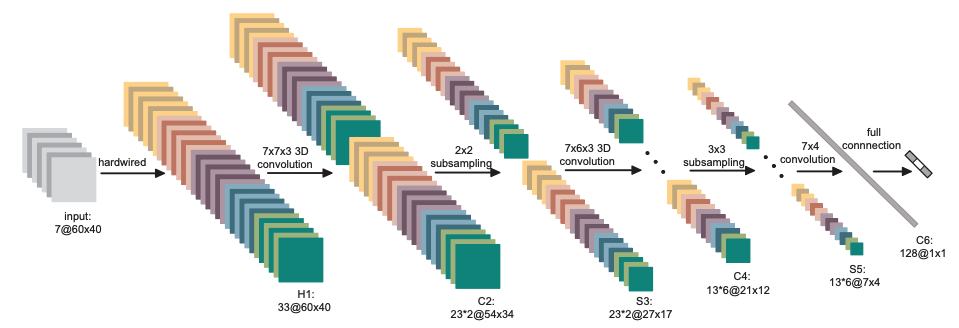 hardwired
input:
7@60x40
H1:
33@60x40
7x7x3 3D
convolution
C2:
23*2@54x34
2x2
subsampling
S3:
23*2@27x17
7x6x3 3D
convolution
C4:
13*6@21x12
3x3
subsampling
S5:
13*6@7x4
7x4
convolution
full
connnection
C6:
128@1x1